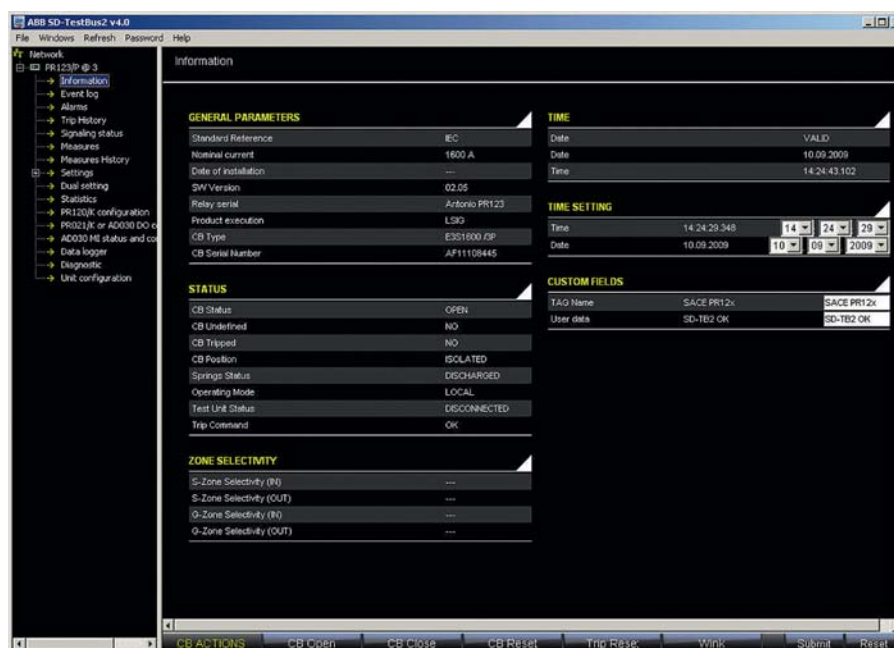 ABB SD-TestBus2 v4.0
File Windows Refresh Password Help
Network
PR123/P @ 3
Information
Event log
Alarms
Trip History
Signaling status
Measures
Measures History
Settings
Dual setting
Statistics
PR120/K configuration
PR021/K or AD030 DO c
AD030 MI status and co
Data logger
Diagnostic
Unit configuration
Information
GENERAL PARAMETERS
Standard Reference IEC
Nominal current 1600 A
Date of installation ---
SW Version 02.05
Relay serial Antonio PR123
Product execution LSIG
CB Type E3S1600 /3P
CB Serial Number AF11108445
STATUS
CB Status OPEN
CB Undefined NO
CB Tripped NO
CB Position ISOLATED
Springs Status DISCHARGED
Operating Mode LOCAL
Test Unit Status DISCONNECTED
Trip Command OK
ZONE SELECTIVITY
S-Zone Selectivity (IN) ---
S-Zone Selectivity (OUT) ---
G-Zone Selectivity (IN) ---
G-Zone Selectivity (OUT) ---
TIME
Date VALID
Date 10.09.2009
Time 14:24:43.102
TIME SETTING
Time 14:24:29.348 14 24 29
Date 10.09.2009 10 09 2009
CUSTOM FIELDS
TAG Name SACE PR12x SACE PR12x
User data SD-TB2 OK SD-TB2 OK
CB ACTIONS CB Open CB Close CB Reset Trip Reset Wink Submit Reset